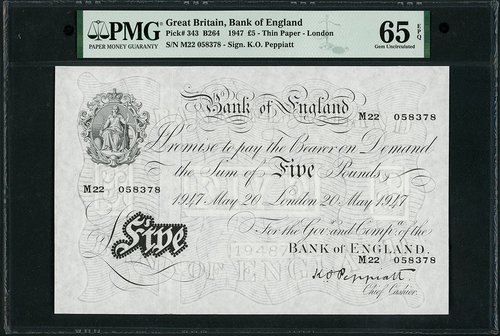 PMG
PAPER MONEY GUARANTY
Great Britain, Bank of England
Pick# 343 B264 1947 £5 - Thin Paper - London
S/N M22 058378 - Sign. K.O. Peppiatt
65 EPQ
Gem Uncirculated
Bank of England
M22 058378
I Promise to pay the Bearer on Demand
the Sum of Five Pounds
M22 058378
1947 May 20 London 20 May 1947
For the Govr. and Compa. of the
BANK OF ENGLAND.
Five
M22 058378
K O Peppiatt
Chief Cashier.